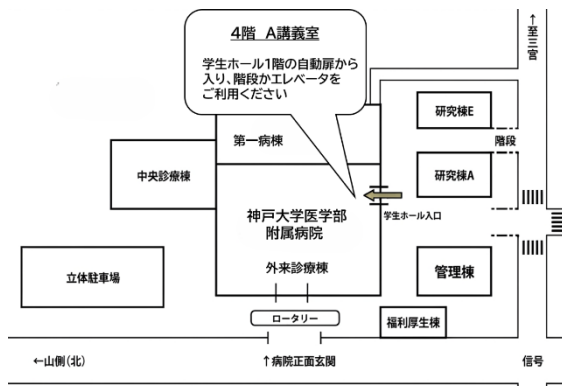 4階 A講義室
学生ホール1階の自動扉から
入り、階段かエレベータを
ご利用ください
↑至三宮
研究棟E
階段
第一病棟
中央診療棟
研究棟A
学生ホール入口
神戸大学医学部
附属病院
外来診療棟
管理棟
立体駐車場
ロータリー
福利厚生棟
←山側(北)
↑病院正面玄関
信号